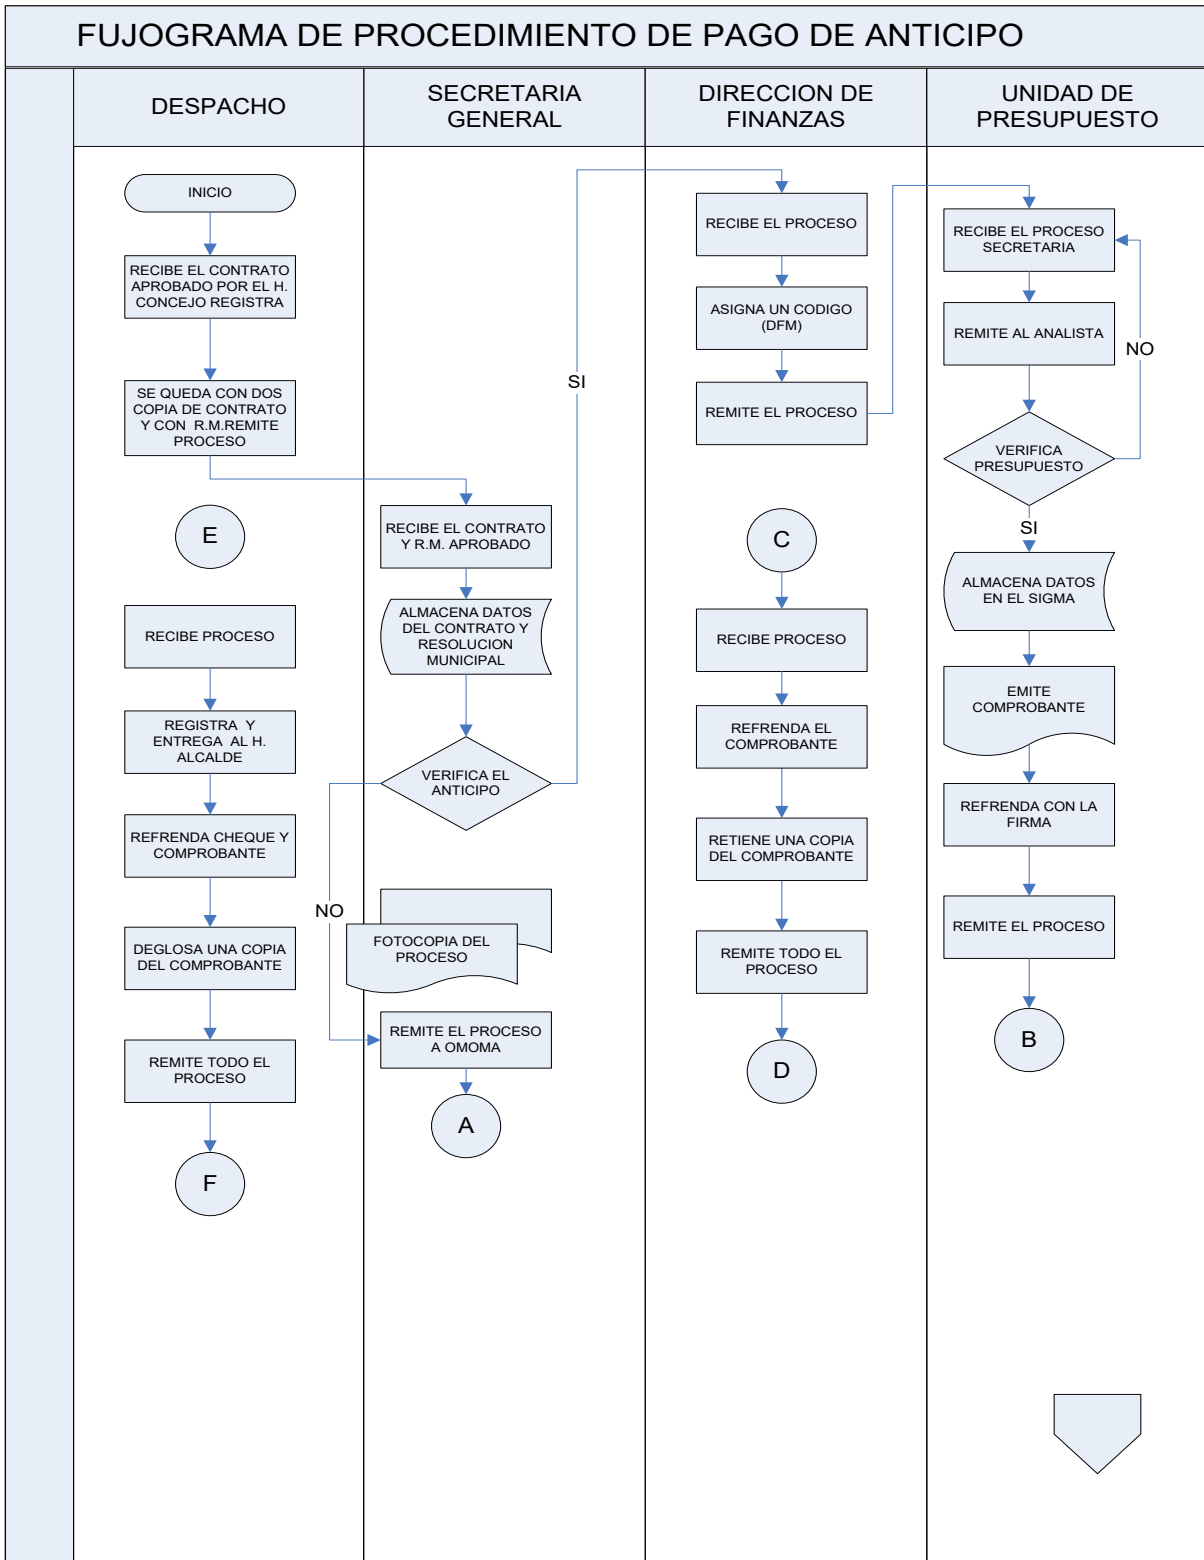 FUJOGRAMA DE PROCEDIMIENTO DE PAGO DE ANTICIPO
DESPACHO
SECRETARIA
GENERAL
DIRECCION DE
FINANZAS
UNIDAD DE
PRESUPUESTO
INICIO
RECIBE EL CONTRATO
APROBADO POR EL H.
CONCEJO REGISTRA
SE QUEDA CON DOS
COPIA DE CONTRATO
Y CON R.M.REMITE
PROCESO
E
RECIBE PROCESO
REGISTRA Y
ENTREGA AL H.
ALCALDE
REFRENDA CHEQUE Y
COMPROBANTE
DEGLOSA UNA COPIA
DEL COMPROBANTE
REMITE TODO EL
PROCESO
F
RECIBE EL CONTRATO
Y R.M. APROBADO
ALMACENA DATOS
DEL CONTRATO Y
RESOLUCION
MUNICIPAL
VERIFICA EL
ANTICIPO
SI
NO
FOTOCOPIA DEL
PROCESO
REMITE EL PROCESO
A OMOMA
A
RECIBE EL PROCESO
ASIGNA UN CODIGO
(DFM)
REMITE EL PROCESO
C
RECIBE PROCESO
REFRENDA EL
COMPROBANTE
RETIENE UNA COPIA
DEL COMPROBANTE
REMITE TODO EL
PROCESO
D
RECIBE EL PROCESO
SECRETARIA
REMITE AL ANALISTA
NO
VERIFICA
PRESUPUESTO
SI
ALMACENA DATOS
EN EL SIGMA
EMITE
COMPROBANTE
REFRENDA CON LA
FIRMA
REMITE EL PROCESO
B